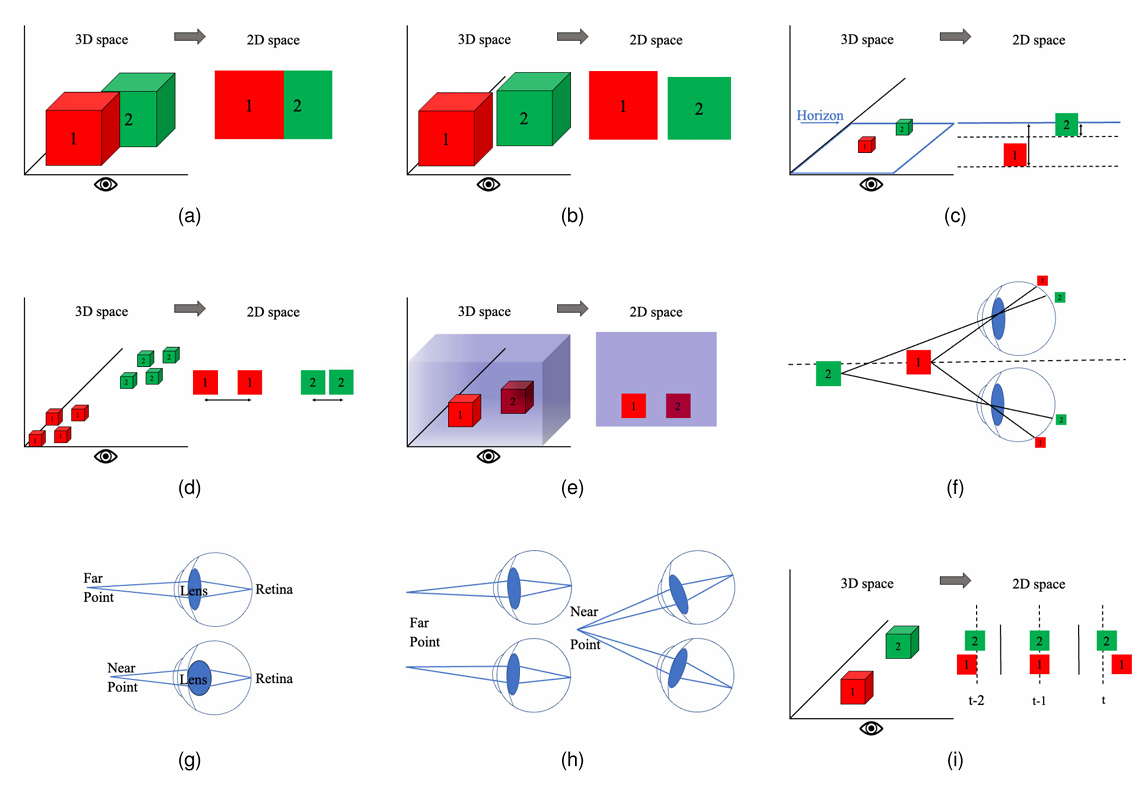 3D space 2D space
1 2 1 2
(a)
3D space 2D space
1 2 1 2
(b)
3D space 2D space
Horizon
1 2 1 2
(c)
3D space 2D space
2 2
2 2
1 1
1 1
1 1 2 2
(d)
3D space 2D space
1 2 1 2
(e)
1
2
2 1
2
1
(f)
Far
Point
Lens
Retina
Near
Point
Lens
Retina
(g)
Far
Point
Near
Point
(h)
3D space 2D space
2
1
2 2 2
1 1 1
t-2 t-1 t
(i)